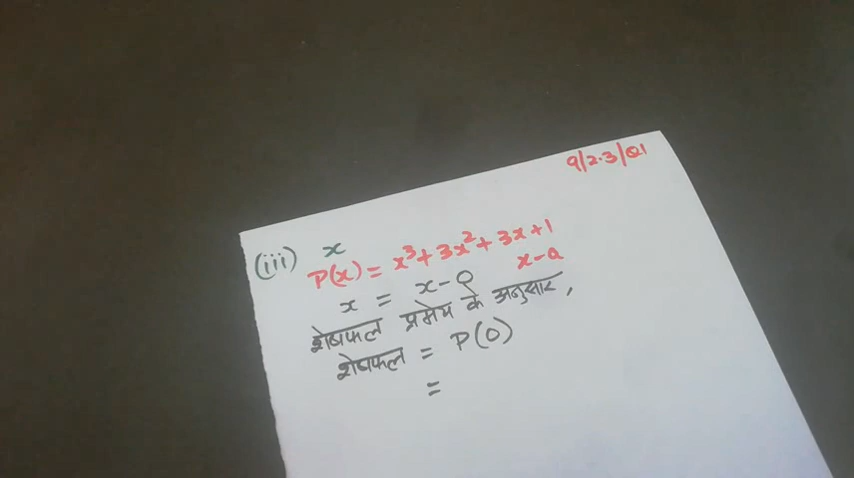 9/2.3/Q1
(iii) x
P(x) = x³ + 3x² + 3x + 1
x - a
x = x - 0
शेषफल प्रमेय के अनुसार,
शेषफल = P(0)
=